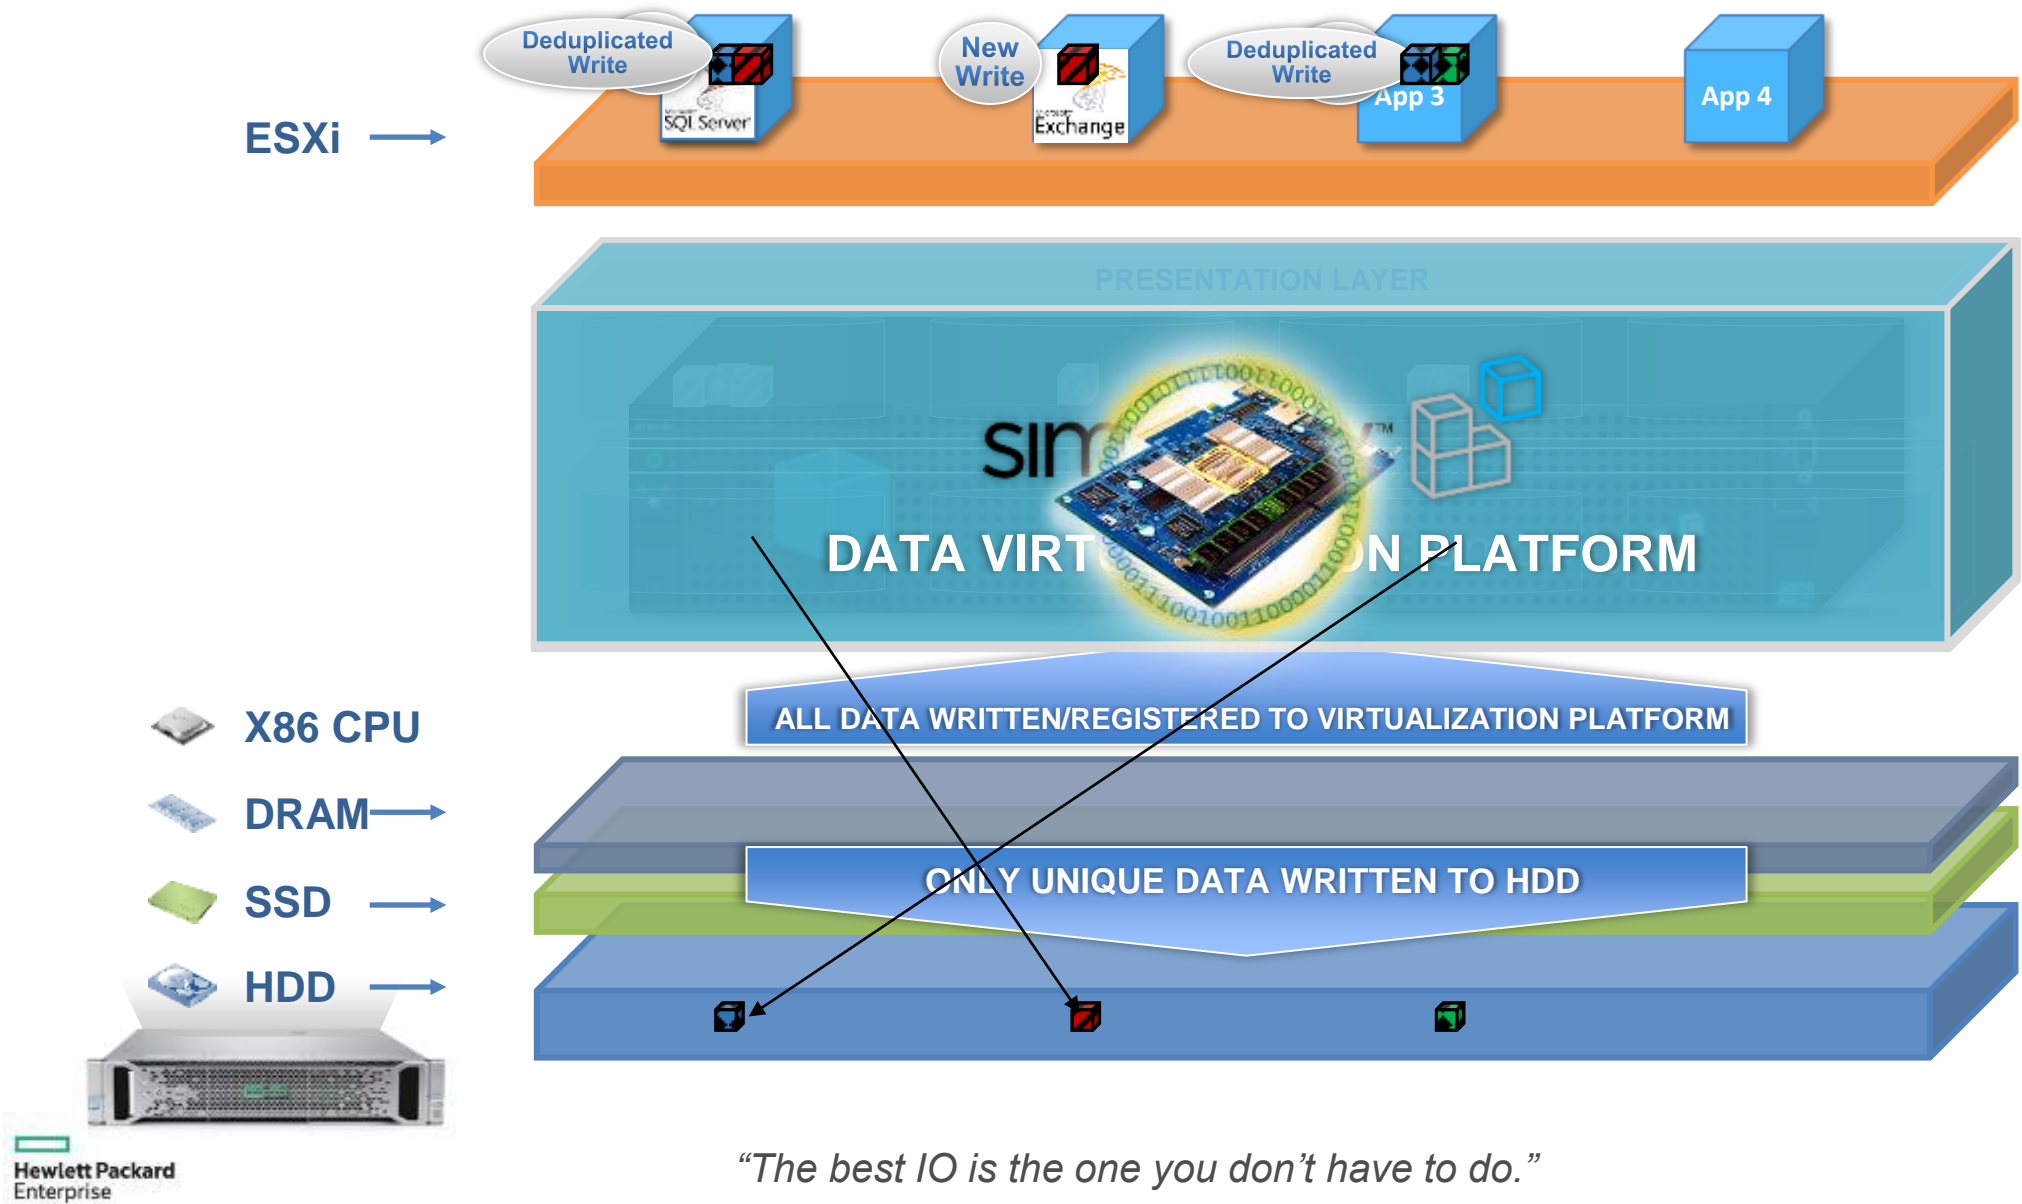 Deduplicated
Write
New
Write
Deduplicated
Write
SQL Server
Microsoft
Exchange
App 3
App 4
ESXi
PRESENTATION LAYER
DATA VIRT ON PLATFORM
X86 CPU
ALL DATA WRITTEN/REGISTERED TO VIRTUALIZATION PLATFORM
DRAM
ONLY UNIQUE DATA WRITTEN TO HDD
SSD
HDD
Hewlett Packard
Enterprise
“The best IO is the one you don’t have to do.”